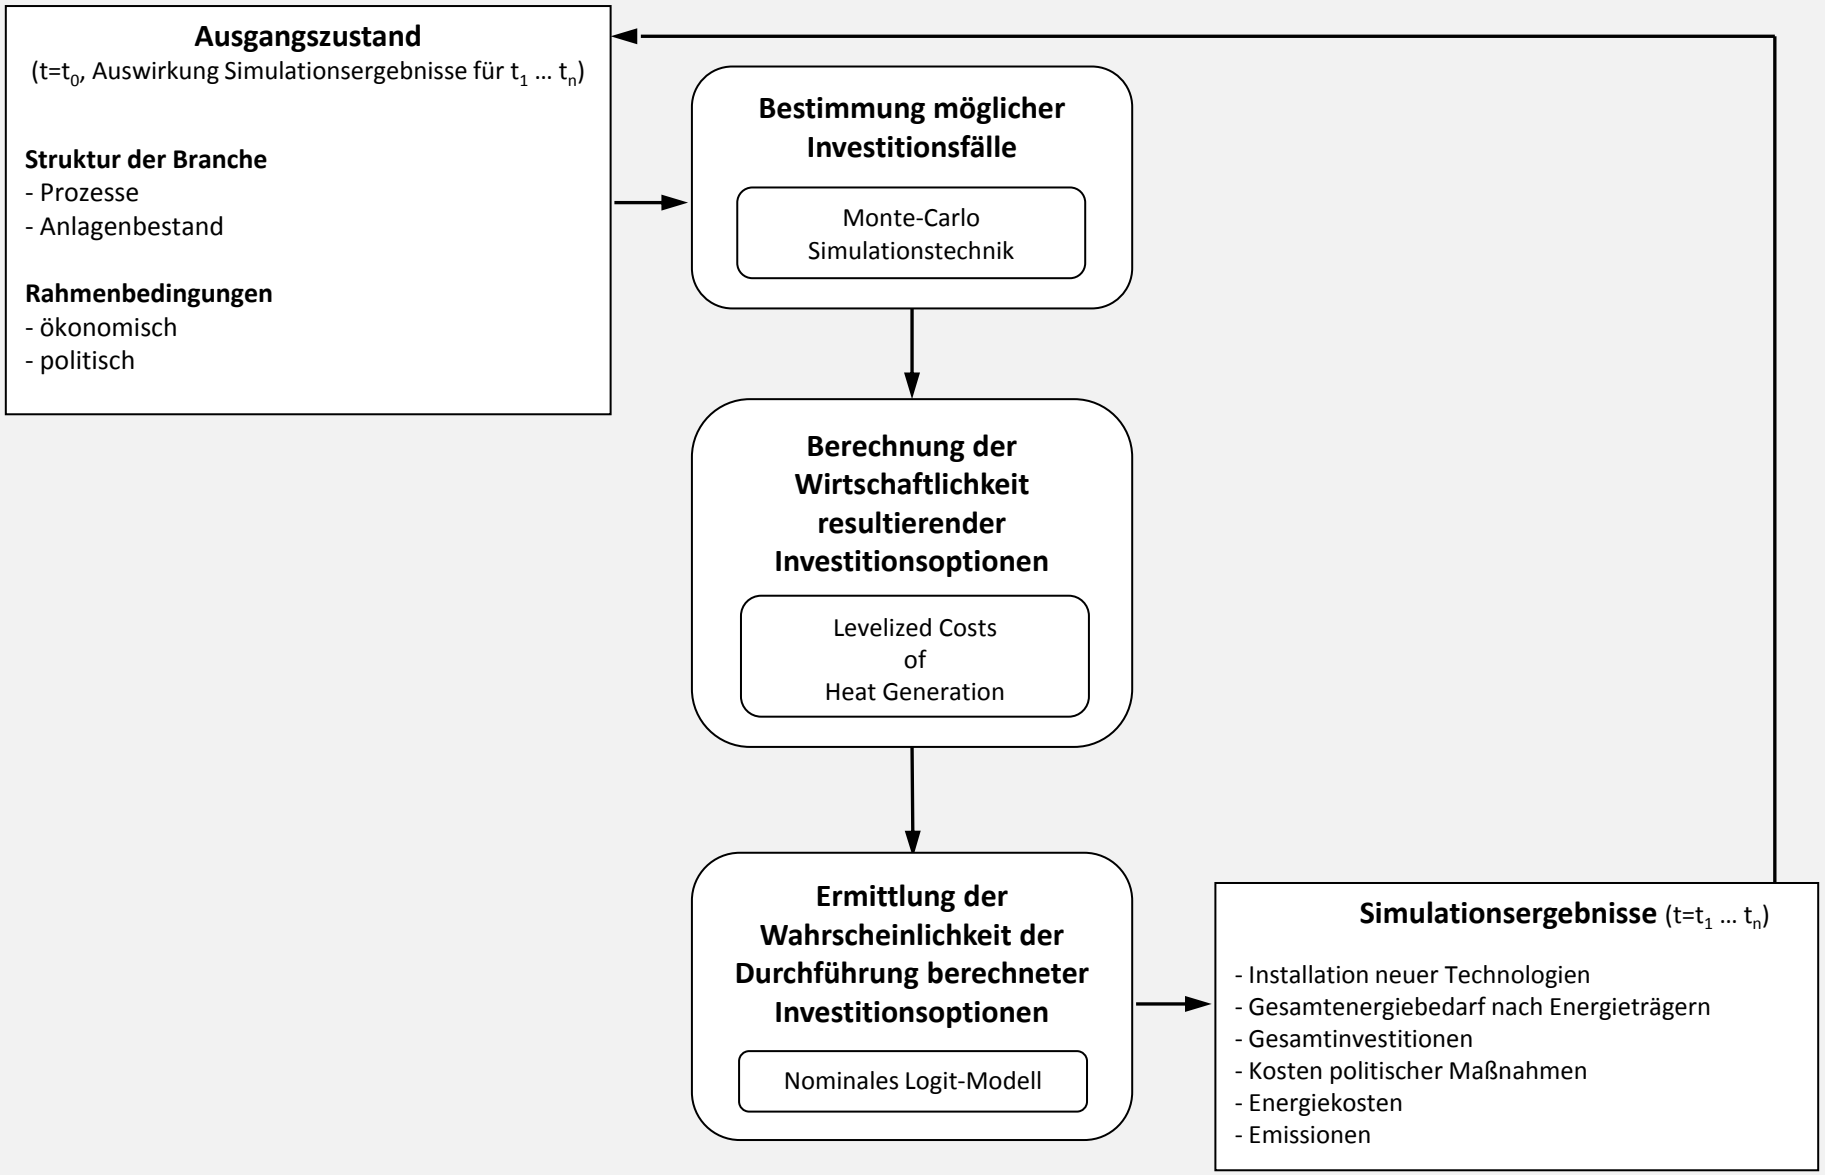 Ausgangszustand
(t=t₀, Auswirkung Simulationsergebnisse für t₁ ... tₙ)
Struktur der Branche
- Prozesse
- Anlagenbestand
Rahmenbedingungen
- ökonomisch
- politisch
Bestimmung möglicher
Investitionsfälle
Monte-Carlo
Simulationstechnik
Berechnung der
Wirtschaftlichkeit
resultierender
Investitionsoptionen
Levelized Costs
of
Heat Generation
Ermittlung der
Wahrscheinlichkeit der
Durchführung berechneter
Investitionsoptionen
Nominales Logit-Modell
Simulationsergebnisse (t=t₁ ... tₙ)
- Installation neuer Technologien
- Gesamtenergiebedarf nach Energieträgern
- Gesamtinvestitionen
- Kosten politischer Maßnahmen
- Energiekosten
- Emissionen